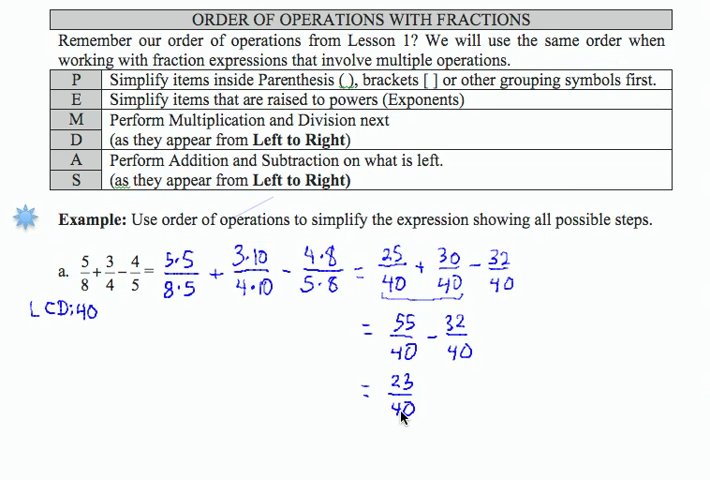 ORDER OF OPERATIONS WITH FRACTIONS
Remember our order of operations from Lesson 1? We will use the same order when
working with fraction expressions that involve multiple operations.
P Simplify items inside Parenthesis ( ), brackets [ ] or other grouping symbols first.
E Simplify items that are raised to powers (Exponents)
M Perform Multiplication and Division next
D (as they appear from Left to Right)
A Perform Addition and Subtraction on what is left.
S (as they appear from Left to Right)
Example: Use order of operations to simplify the expression showing all possible steps.
a. 5/8 + 3/4 − 4/5 = 5·5/8·5 + 3·10/4·10 − 4·8/5·8 = 25/40 + 30/40 − 32/40
LCD:40
= 55/40 − 32/40
= 23/40